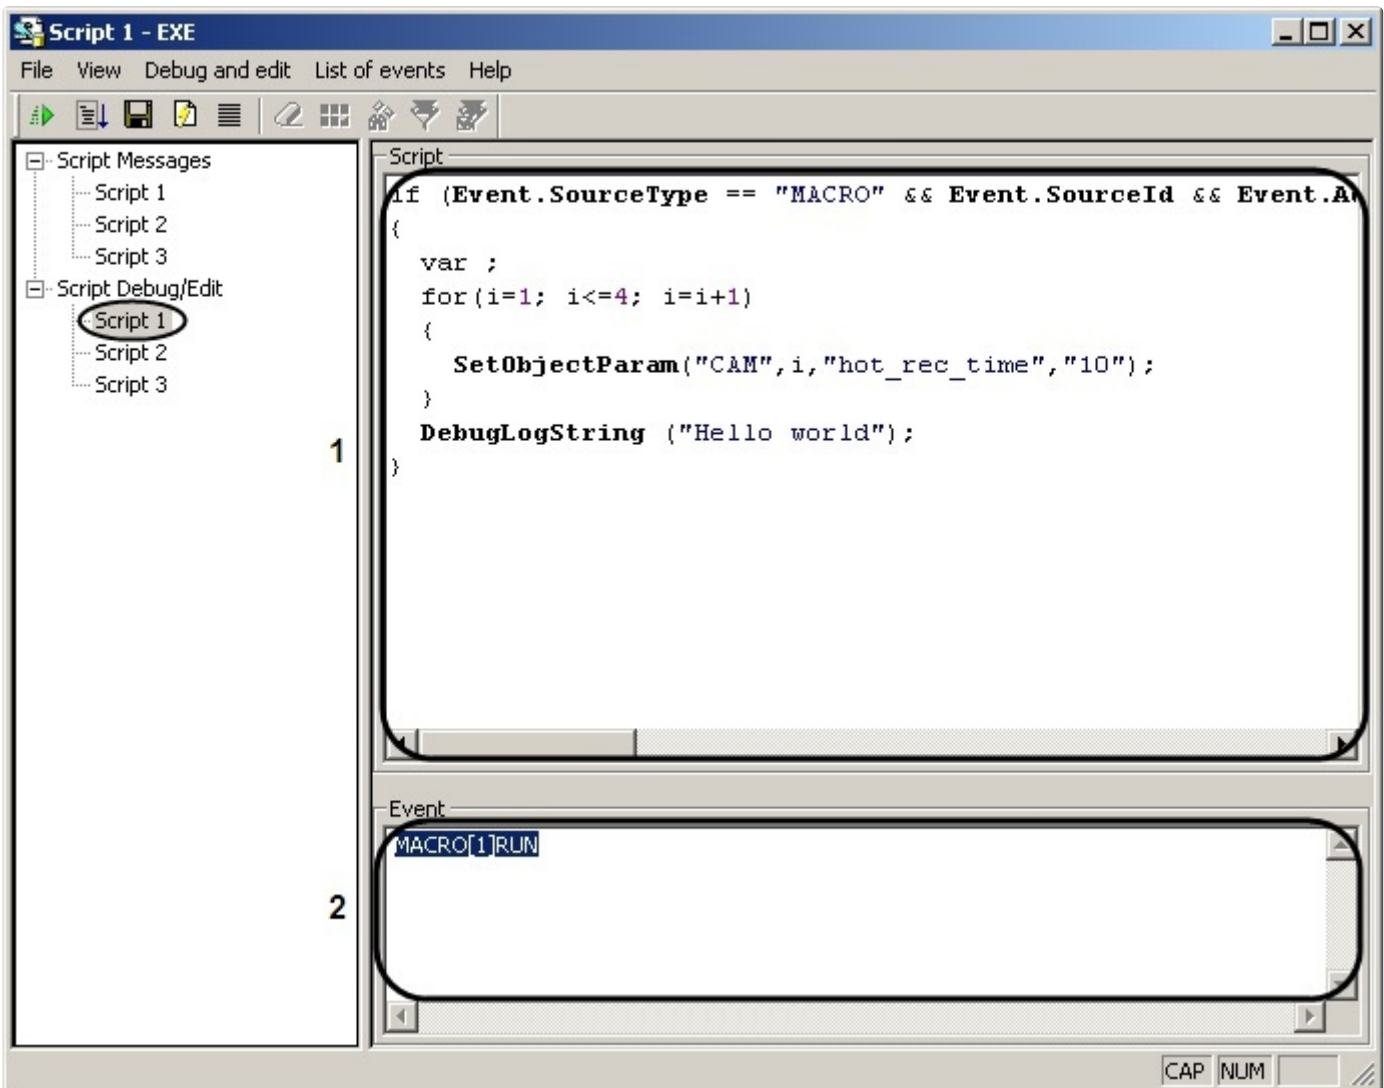 Script 1 - EXE
File View Debug and edit List of events Help
Script Messages
Script 1
Script 2
Script 3
Script Debug/Edit
Script 1
Script 2
Script 3
1
2
Script
if (Event.SourceType == "MACRO" && Event.SourceId && Event.A
{
var ;
for(i=1; i<=4; i=i+1)
{
SetObjectParam("CAM",i,"hot_rec_time","10");
}
DebugLogString ("Hello world");
}
Event
MACRO[1]RUN
CAP NUM